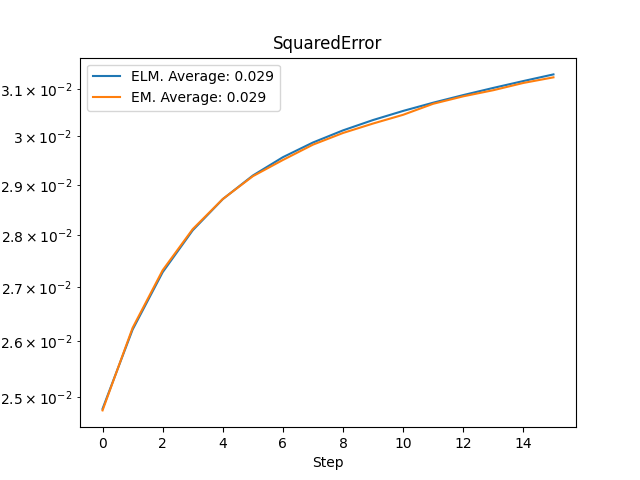 SquaredError
ELM. Average: 0.029
EM. Average: 0.029
3.1 × 10⁻²
3 × 10⁻²
2.9 × 10⁻²
2.8 × 10⁻²
2.7 × 10⁻²
2.6 × 10⁻²
2.5 × 10⁻²
0 2 4 6 8 10 12 14
Step